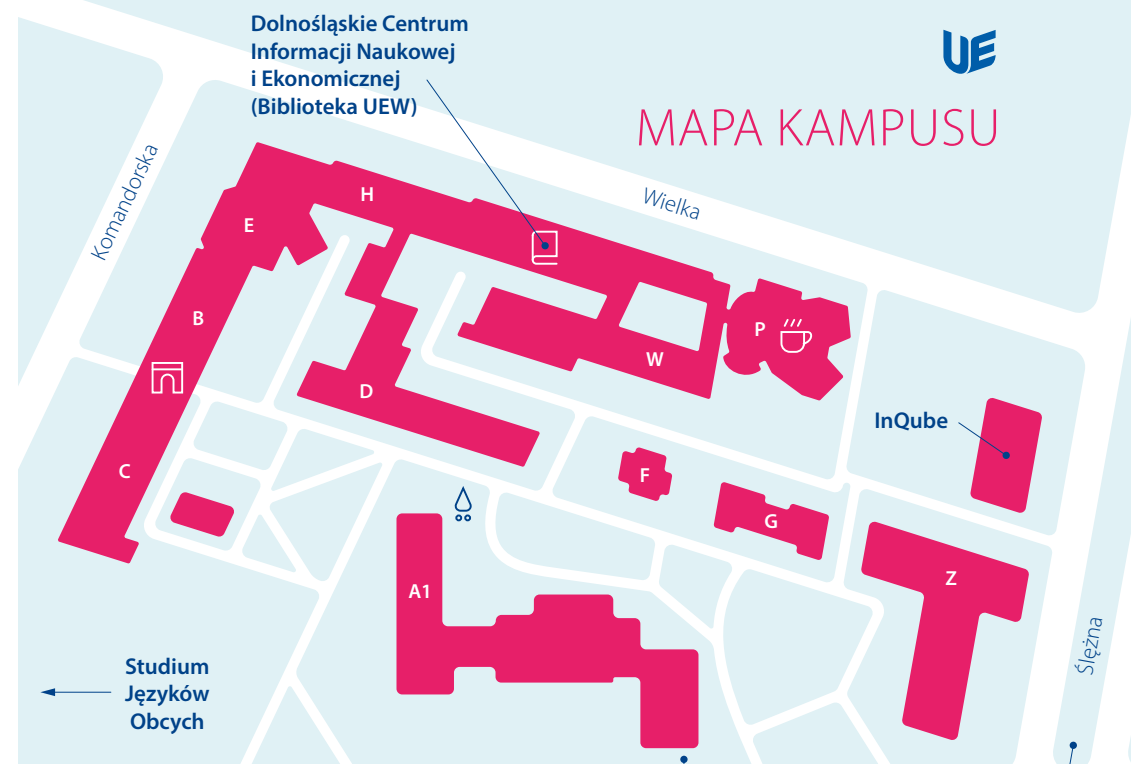 Dolnośląskie Centrum
Informacji Naukowej
i Ekonomicznej
(Biblioteka UEW)
UE
MAPA KAMPUSU
Komandorska
Wielka
H
E
B
P
W
D
InQube
C
F
G
A1
Z
Ślężna
Studium
Języków
Obcych